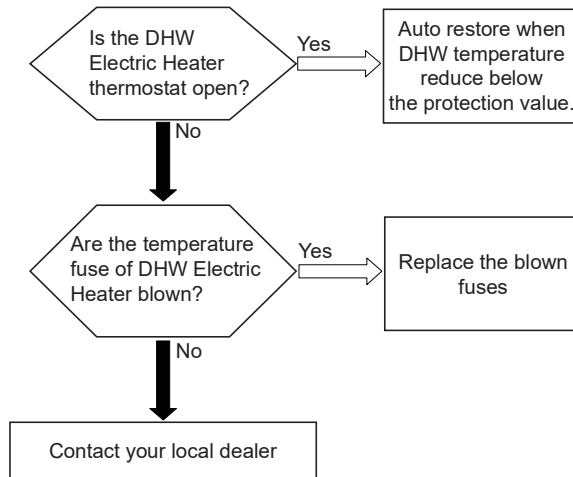 Is the DHW
Electric Heater
thermostat open?
Yes
Auto restore when
DHW temperature
reduce below
the protection value.
No
Are the temperature
fuse of DHW Electric
Heater blown?
Yes
Replace the blown
fuses
No
Contact your local dealer